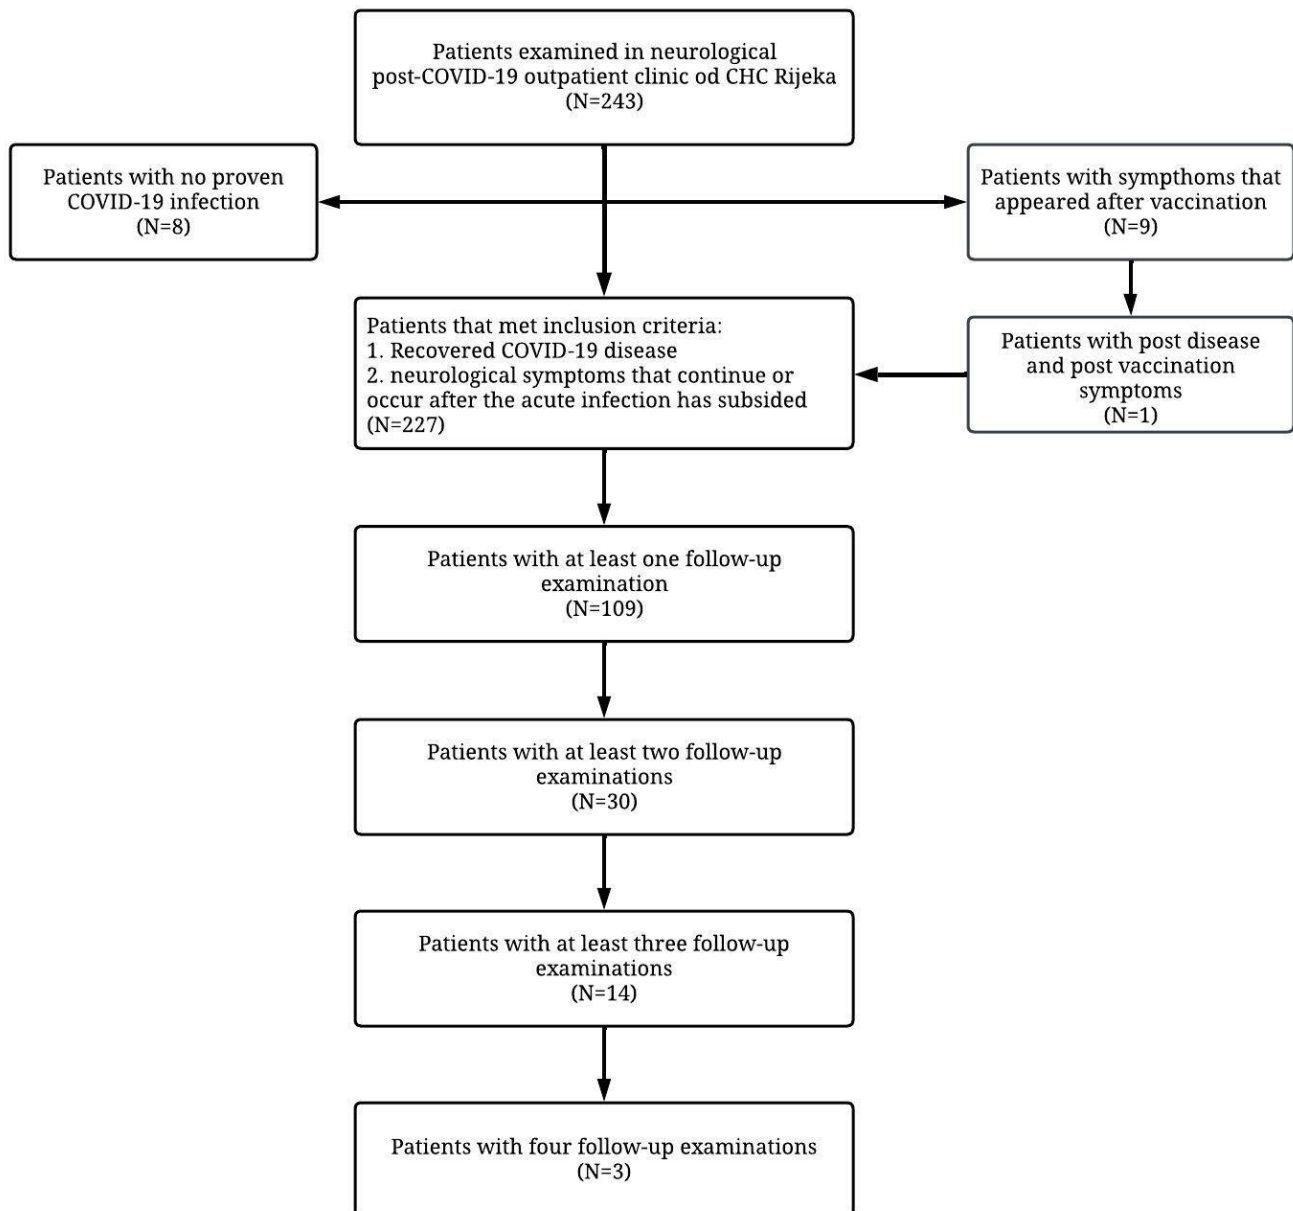 Patients examined in neurological
post-COVID-19 outpatient clinic od CHC Rijeka
(N=243)
Patients with no proven
COVID-19 infection
(N=8)
Patients with sympthoms that
appeared after vaccination
(N=9)
Patients that met inclusion criteria:
1. Recovered COVID-19 disease
2. neurological symptoms that continue or
occur after the acute infection has subsided
(N=227)
Patients with post disease
and post vaccination
symptoms
(N=1)
Patients with at least one follow-up
examination
(N=109)
Patients with at least two follow-up
examinations
(N=30)
Patients with at least three follow-up
examinations
(N=14)
Patients with four follow-up examinations
(N=3)